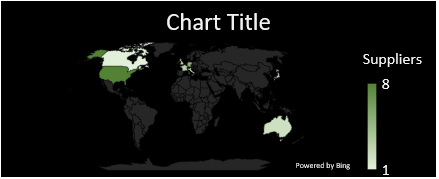 Chart Title
Suppliers
8
Powered by Bing
1